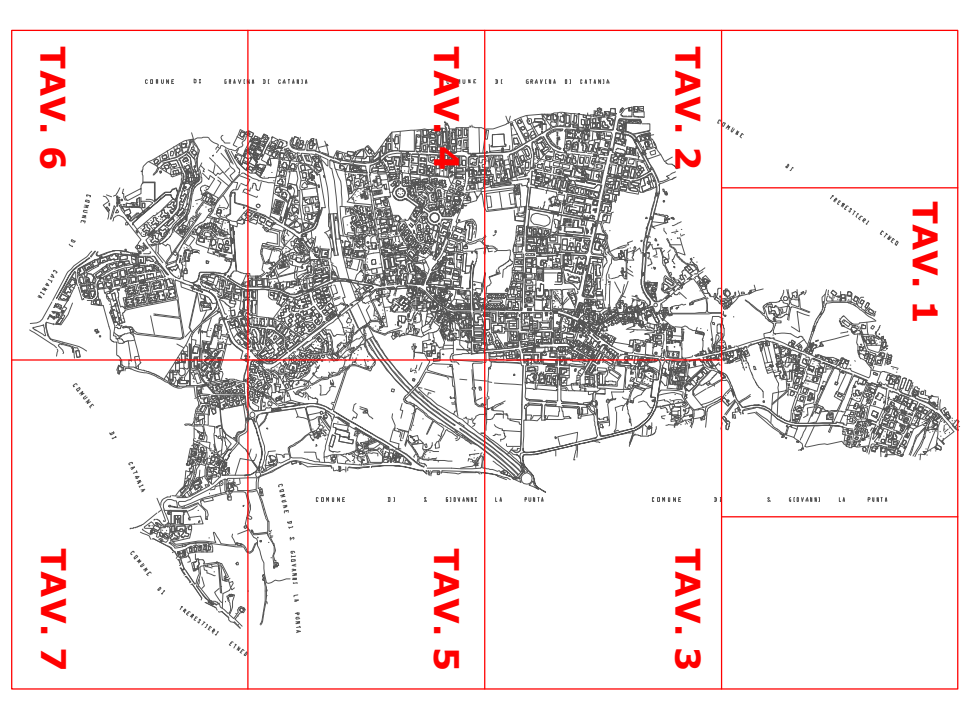 TAV. 6
TAV. 4
TAV. 2
TAV. 1
TAV. 7
TAV. 5
TAV. 3
COMUNE DI GRAVINA DI CATANIA
COMUNE DI GRAVINA DI CATANIA
COMUNE DI TREMESTIERI ETNEO
COMUNE DI CATANIA
COMUNE DI CATANIA
COMUNE DI S GIOVANNI LA PUNTA
COMUNE DI S GIOVANNI LA PUNTA
COMUNE DI S GIOVANNI LA PUNTA
COMUNE DI TREMESTIERI ETNEO